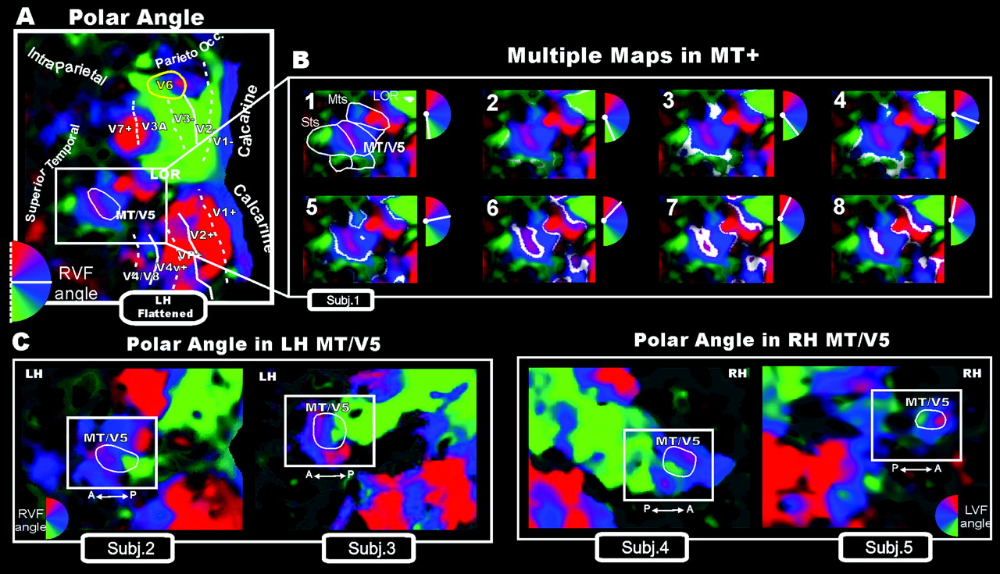 A
Polar Angle
IntraParietal
Parieto Occ.
V6
V7+
V3A
V3-
V2-
V1-
Calcarine
Superior Temporal
LOR
MT/V5
Calcarine
V1+
V2+
VP+
V4v+
V4/V8
RVF
angle
LH
Flattened
B
Multiple Maps in MT+
1
Mts
LOR
Sts
MT/V5
2
3
4
5
6
7
8
Subj.1
C
Polar Angle in LH MT/V5
LH
MT/V5
A
P
RVF
angle
Subj.2
LH
MT/V5
A
P
Subj.3
Polar Angle in RH MT/V5
RH
MT/V5
P
A
Subj.4
RH
MT/V5
P
A
LVF
angle
Subj.5